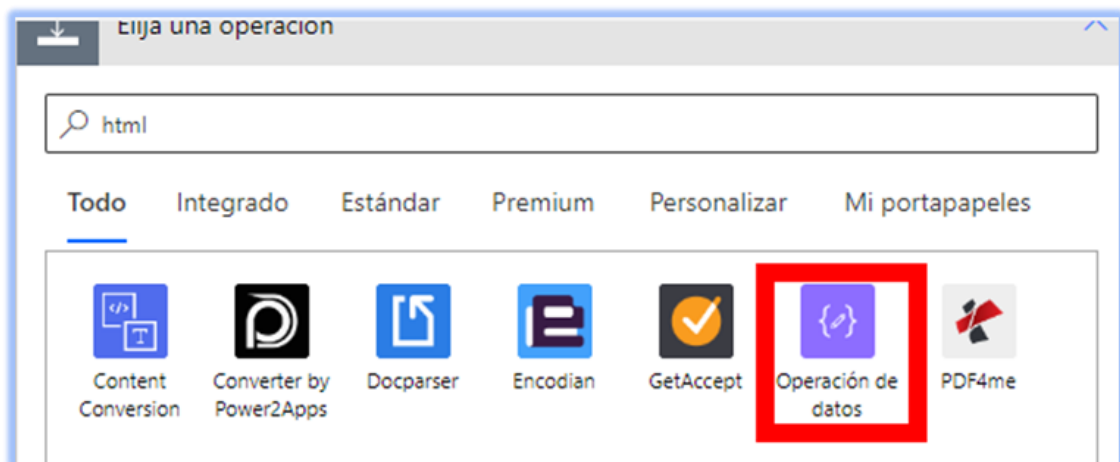 Elija una operación
html
Todo Integrado Estándar Premium Personalizar Mi portapapeles
Content Conversion
Converter by Power2Apps
Docparser
Encodian
GetAccept
Operación de datos
PDF4me